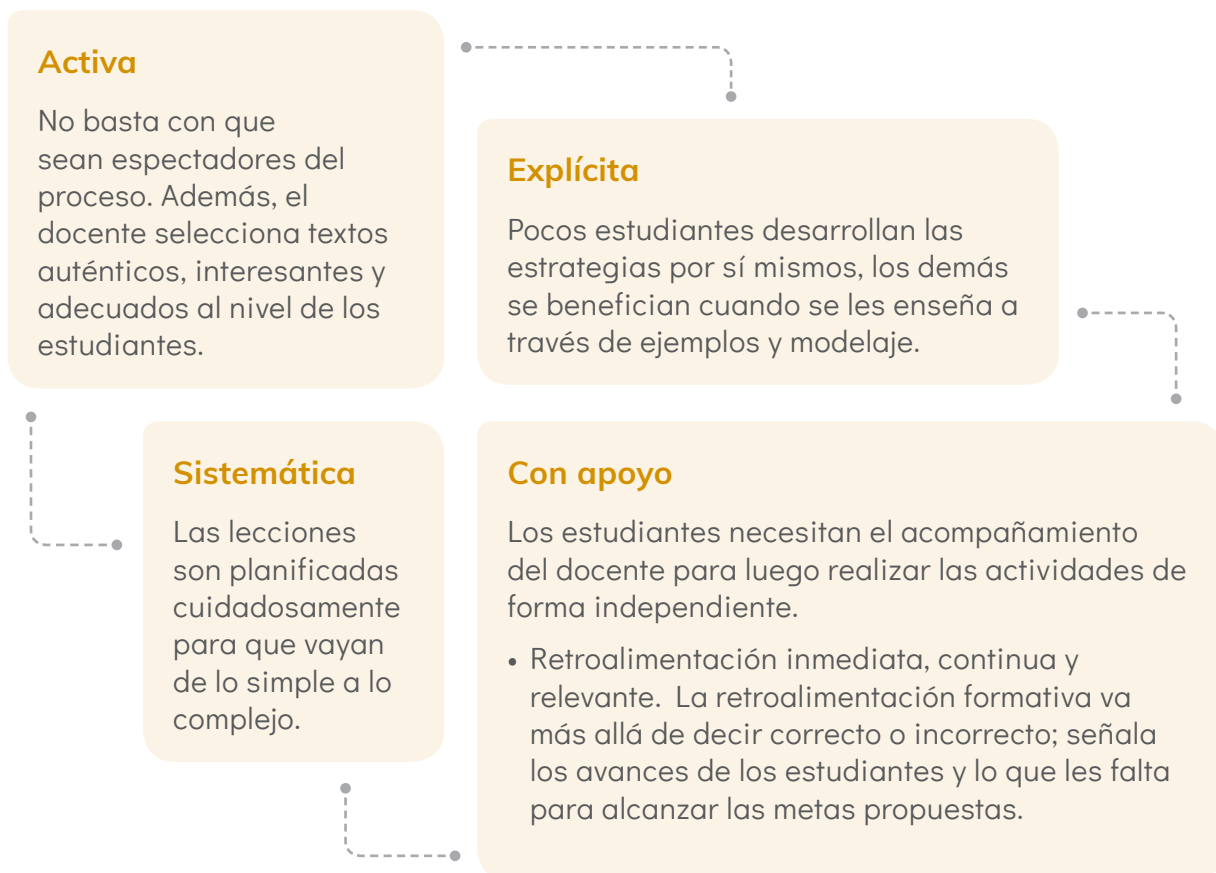 Activa
No basta con que
sean espectadores del
proceso. Además, el
docente selecciona textos
auténticos, interesantes y
adecuados al nivel de los
estudiantes.
Explícita
Pocos estudiantes desarrollan las
estrategias por sí mismos, los demás
se benefician cuando se les enseña a
través de ejemplos y modelaje.
Sistemática
Las lecciones
son planificadas
cuidadosamente
para que vayan
de lo simple a lo
complejo.
Con apoyo
Los estudiantes necesitan el acompañamiento
del docente para luego realizar las actividades de
forma independiente.
• Retroalimentación inmediata, continua y
relevante. La retroalimentación formativa va
más allá de decir correcto o incorrecto; señala
los avances de los estudiantes y lo que les falta
para alcanzar las metas propuestas.